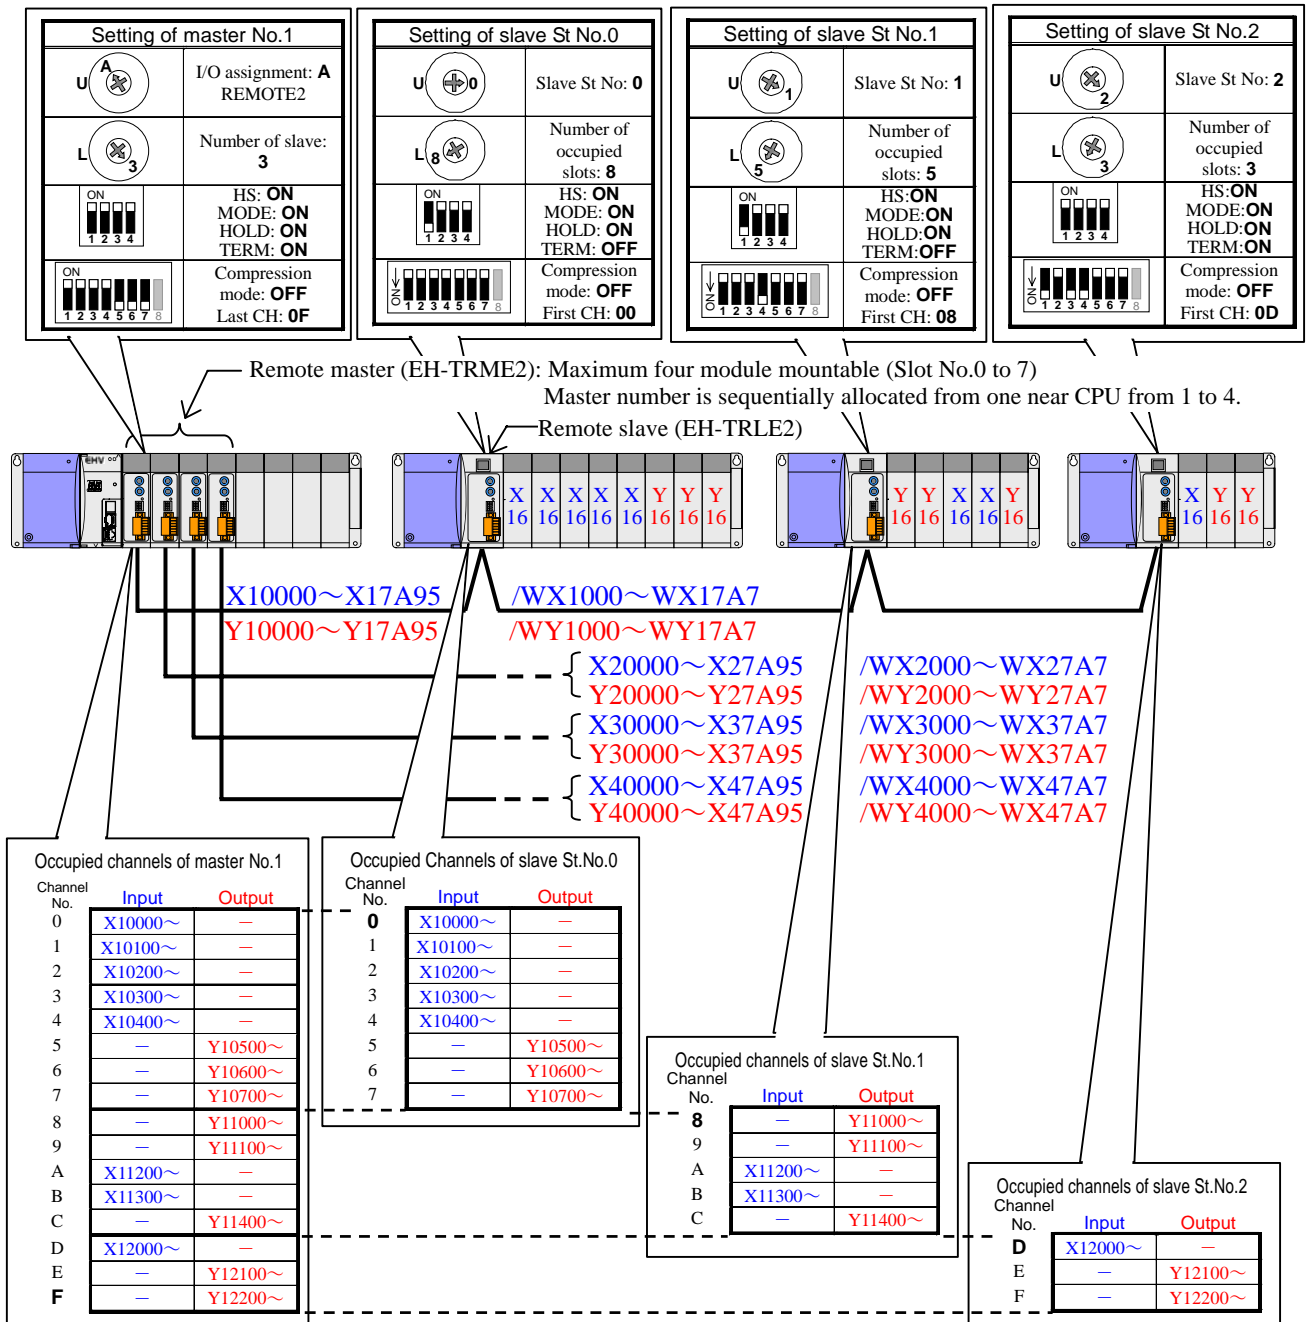 Setting of master No.1
U
A
I/O assignment: A
REMOTE2
L
3
Number of slave:
3
ON
1 2 3 4
HS: ON
MODE: ON
HOLD: ON
TERM: ON
ON
1 2 3 4 5 6 7 8
Compression
mode: OFF
Last CH: 0F
Setting of slave St No.0
U
0
Slave St No: 0
L
8
Number of
occupied
slots: 8
ON
1 2 3 4
HS: ON
MODE: ON
HOLD: ON
TERM: OFF
ON
1 2 3 4 5 6 7 8
Compression
mode: OFF
First CH: 00
Setting of slave St No.1
U
1
Slave St No: 1
L
5
Number of
occupied
slots: 5
ON
1 2 3 4
HS:ON
MODE:ON
HOLD:ON
TERM:OFF
ON
1 2 3 4 5 6 7 8
Compression
mode: OFF
First CH: 08
Setting of slave St No.2
U
2
Slave St No: 2
L
3
Number of
occupied
slots: 3
ON
1 2 3 4
HS:ON
MODE:ON
HOLD:ON
TERM:ON
ON
1 2 3 4 5 6 7 8
Compression
mode: OFF
First CH: 0D
Remote master (EH-TRME2): Maximum four module mountable (Slot No.0 to 7)
Master number is sequentially allocated from one near CPU from 1 to 4.
Remote slave (EH-TRLE2)
EHV
X X X X X Y Y Y
16 16 16 16 16 16 16 16
Y Y X X Y
16 16 16 16 16
X Y Y
16 16 16
X10000～X17A95 /WX1000～WX17A7
Y10000～Y17A95 /WY1000～WY17A7
X20000～X27A95 /WX2000～WX27A7
Y20000～Y27A95 /WY2000～WY27A7
X30000～X37A95 /WX3000～WX37A7
Y30000～X37A95 /WY3000～WX37A7
X40000～X47A95 /WX4000～WX47A7
Y40000～X47A95 /WY4000～WX47A7
Occupied channels of master No.1
Channel
No. Input Output
0 X10000～ －
1 X10100～ －
2 X10200～ －
3 X10300～ －
4 X10400～ －
5 － Y10500～
6 － Y10600～
7 － Y10700～
8 － Y11000～
9 － Y11100～
A X11200～ －
B X11300～ －
C － Y11400～
D X12000～ －
E － Y12100～
F － Y12200～
Occupied Channels of slave St.No.0
Channel
No. Input Output
0 X10000～ －
1 X10100～ －
2 X10200～ －
3 X10300～ －
4 X10400～ －
5 － Y10500～
6 － Y10600～
7 － Y10700～
Occupied channels of slave St.No.1
Channel
No. Input Output
8 － Y11000～
9 － Y11100～
A X11200～ －
B X11300～ －
C － Y11400～
Occupied channels of slave St.No.2
Channel
No. Input Output
D X12000～ －
E － Y12100～
F － Y12200～